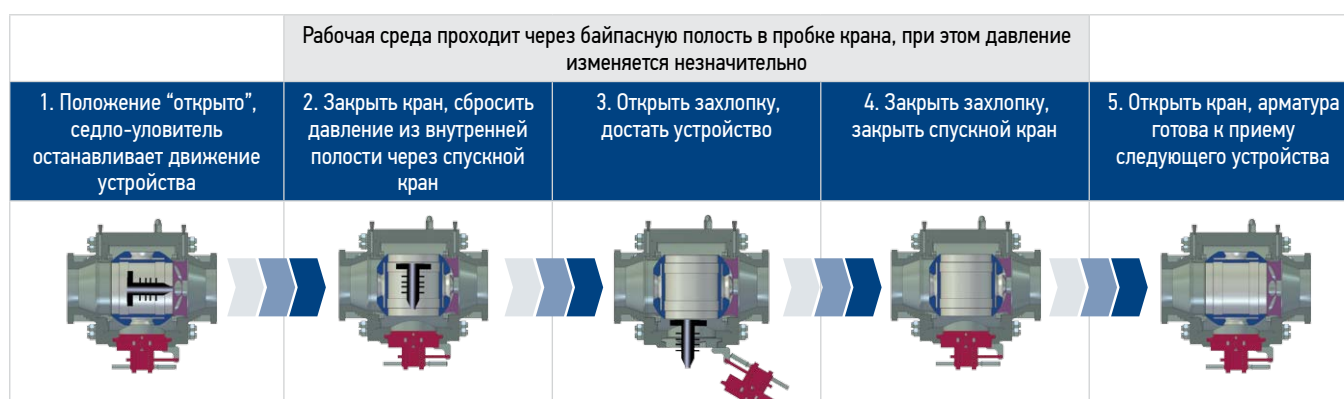 Рабочая среда проходит через байпасную полость в пробке крана, при этом давление
изменяется незначительно
1. Положение “открыто”,
седло-уловитель
останавливает движение
устройства
2. Закрыть кран, сбросить
давление из внутренней
полости через спускной
кран
3. Открыть захлопку,
достать устройство
4. Закрыть захлопку,
закрыть спускной кран
5. Открыть кран, арматура
готова к приему
следующего устройства